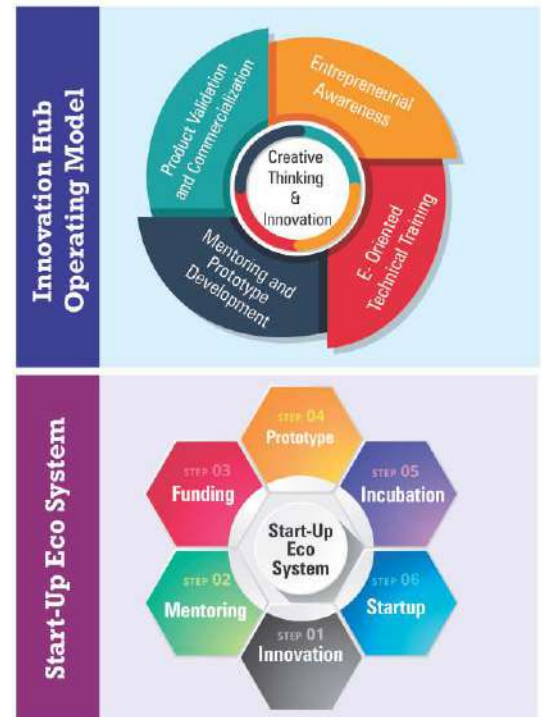 Innovation Hub
Operating Model
Product Validation
and Commercialization
Entrepreneurial
Awareness
Creative
Thinking
&
Innovation
Mentoring and
Prototype
Development
E- Oriented
Technical Training
Start-Up Eco System
STEP 04
Prototype
STEP 03
Funding
STEP 05
Incubation
Start-Up
Eco
System
STEP 02
Mentoring
STEP 06
Startup
STEP 01
Innovation